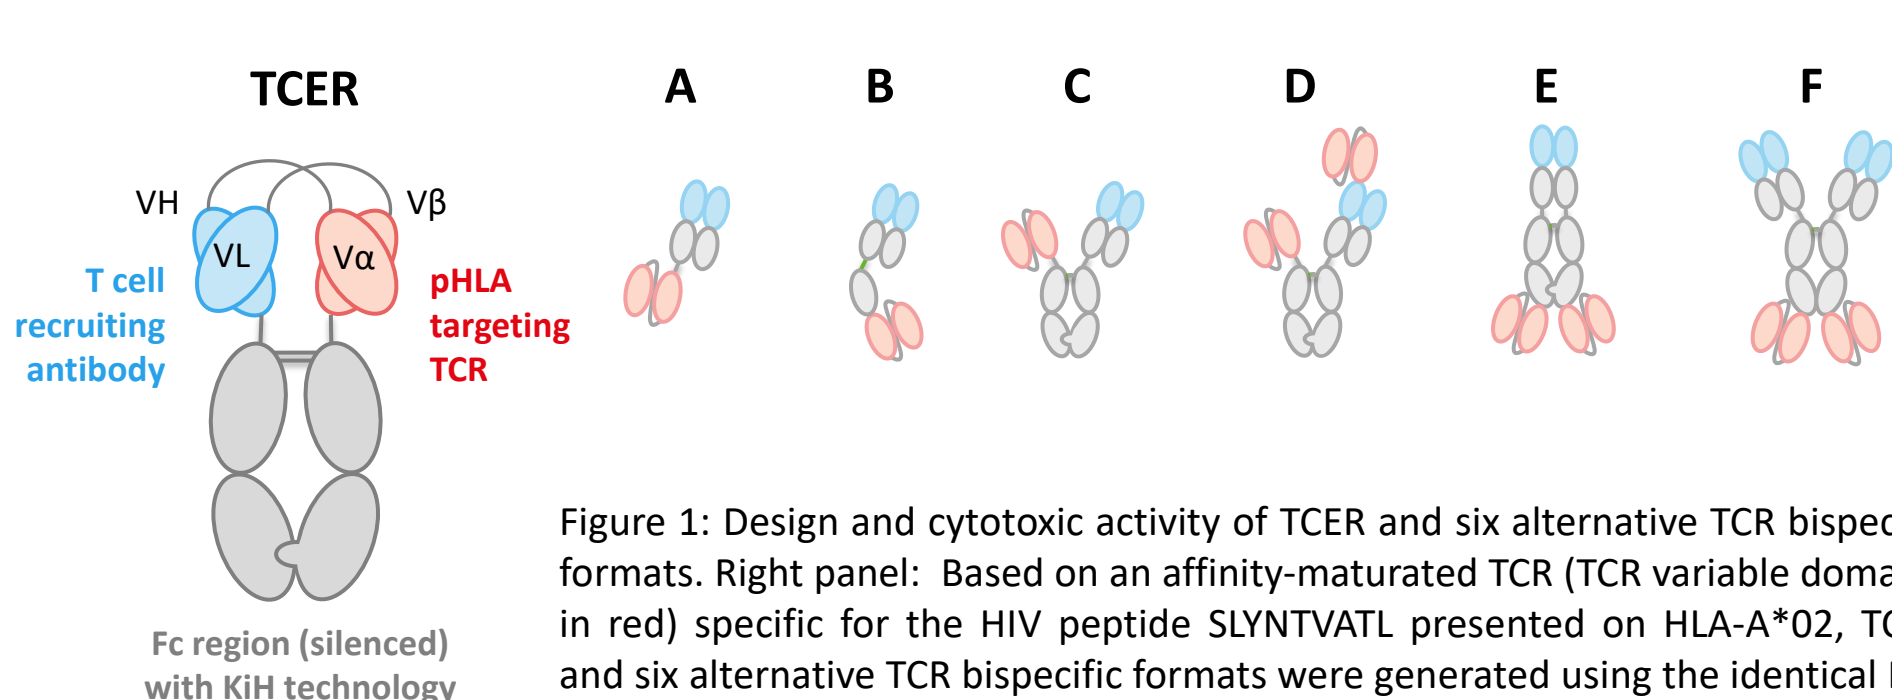 TCER
A B C D E F
VH
Vβ
VL
Vα
T cell
recruiting
antibody
pHLA
targeting
TCR
Fc region (silenced)
with KiH technology
Figure 1: Design and cytotoxic activity of TCER and six alternative TCR bispec
formats. Right panel: Based on an affinity-maturated TCR (TCR variable doma
in red) specific for the HIV peptide SLYNTVATL presented on HLA-A*02, TC
and six alternative TCR bispecific formats were generated using the identical